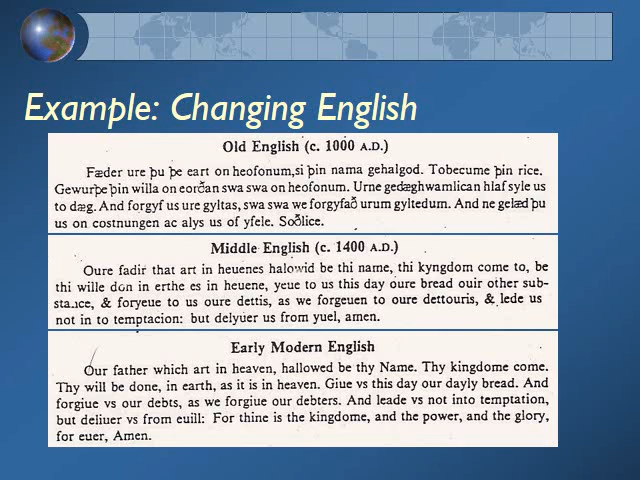 Example: Changing English
Old English (c. 1000 A.D.)
Fæder ure þu þe eart on heofonum,si þin nama gehalgod. Tobecume þin rice.
Gewurþe þin willa on eorðan swa swa on heofonum. Urne gedæghwamlican hlaf syle us
to dæg. And forgyf us ure gyltas, swa swa we forgyfað urum gyltedum. And ne gelæd þu
us on costnungen ac alys us of yfele. Soðlice.
Middle English (c. 1400 A.D.)
Oure fadir that art in heuenes halowid be thi name, thi kyngdom come to, be
thi wille don in erthe es in heuene, yeue to us this day oure bread ouir other sub-
stance, & foryeue to us oure dettis, as we forgeuen to oure dettouris, & lede us
not in to temptacion: but delyuer us from yuel, amen.
Early Modern English
Our father which art in heaven, hallowed be thy Name. Thy kingdome come.
Thy will be done, in earth, as it is in heaven. Giue vs this day our dayly bread. And
forgiue vs our debts, as we forgiue our debters. And leade vs not into temptation,
but deliuer vs from euill: For thine is the kingdome, and the power, and the glory,
for euer, Amen.